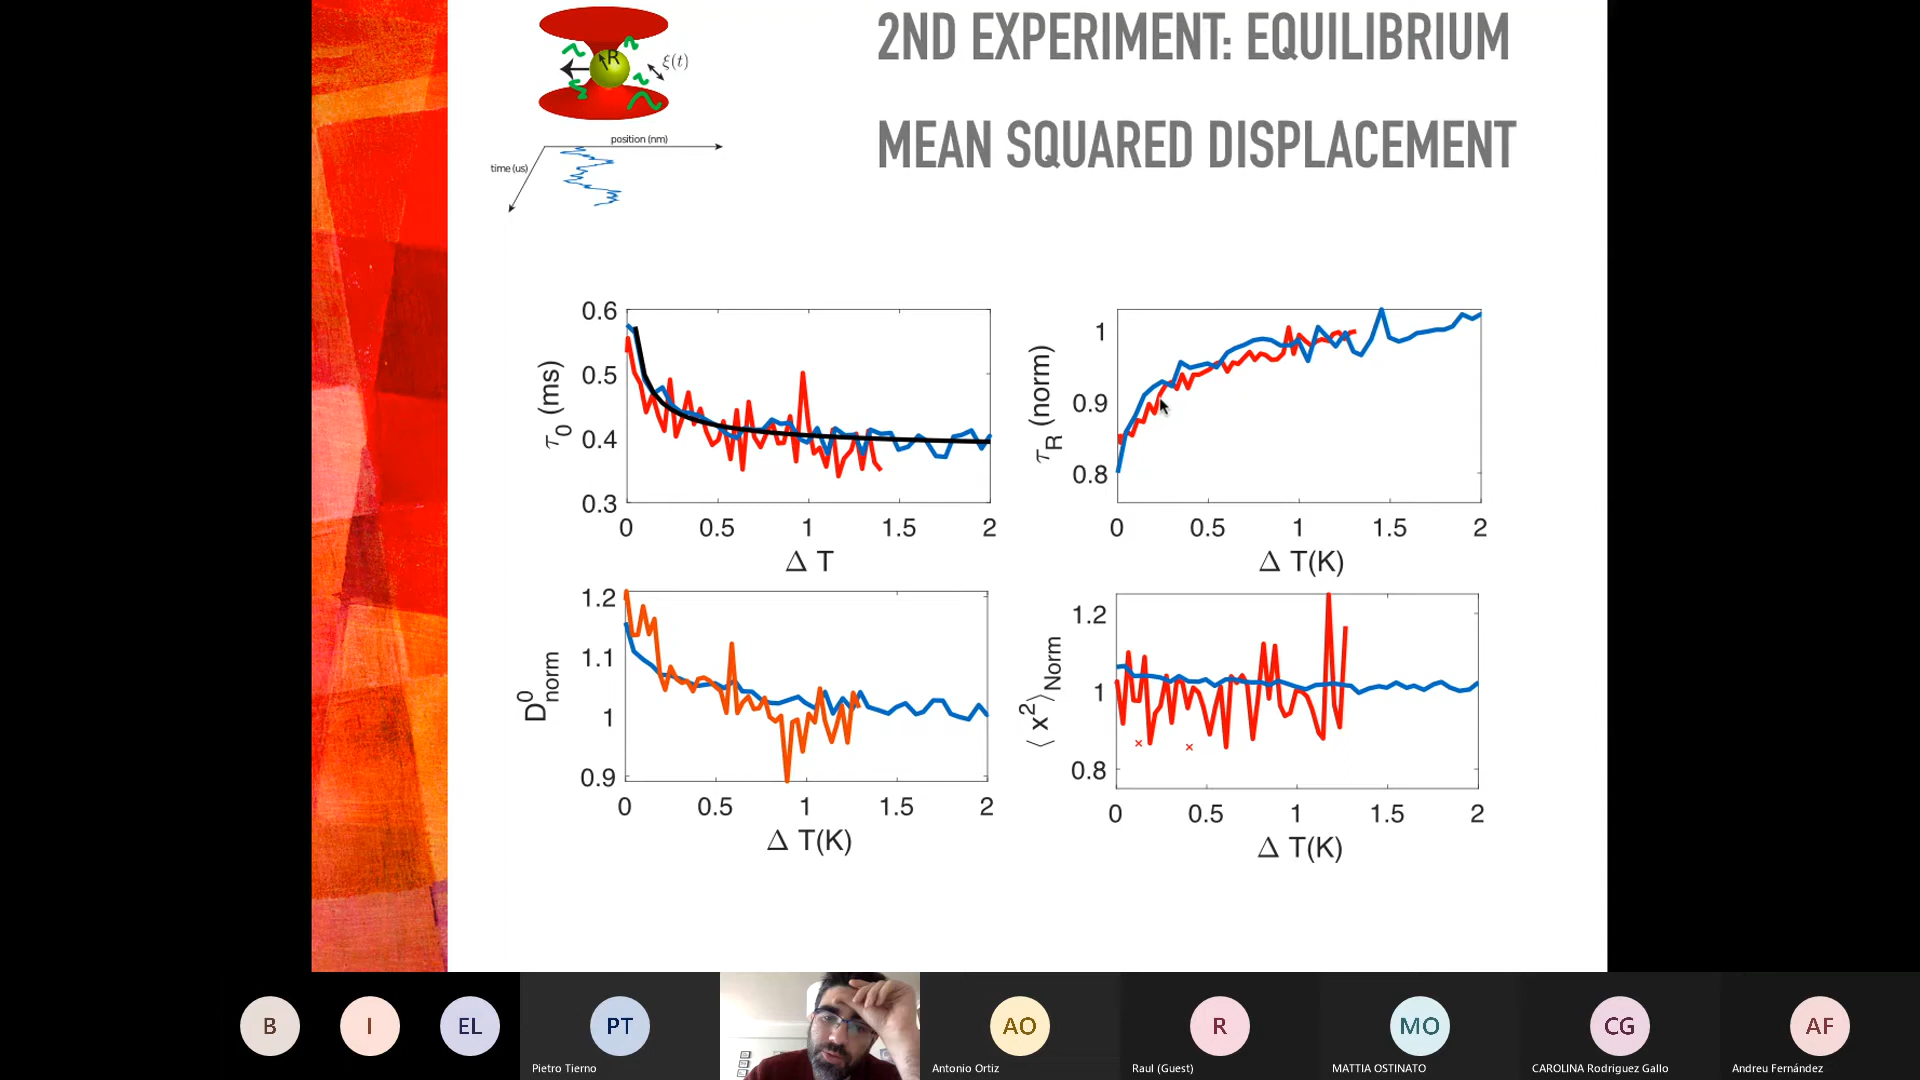 2ND EXPERIMENT: EQUILIBRIUM
MEAN SQUARED DISPLACEMENT
R
ξ(t)
position (nm)
time (us)
0.6
0.5
0.4
0.3
τ0 (ms)
0 0.5 1 1.5 2
Δ T
1
0.9
0.8
τR (norm)
0 0.5 1 1.5 2
Δ T(K)
1.2
1.1
1
0.9
D0norm
0 0.5 1 1.5 2
Δ T(K)
1.2
1
0.8
⟨ x2⟩Norm
0 0.5 1 1.5 2
Δ T(K)
B I EL PT AO R MO CG AF
Pietro Tierno Antonio Ortiz Raul (Guest) MATTIA OSTINATO CAROLINA Rodriguez Gallo Andreu Fernández